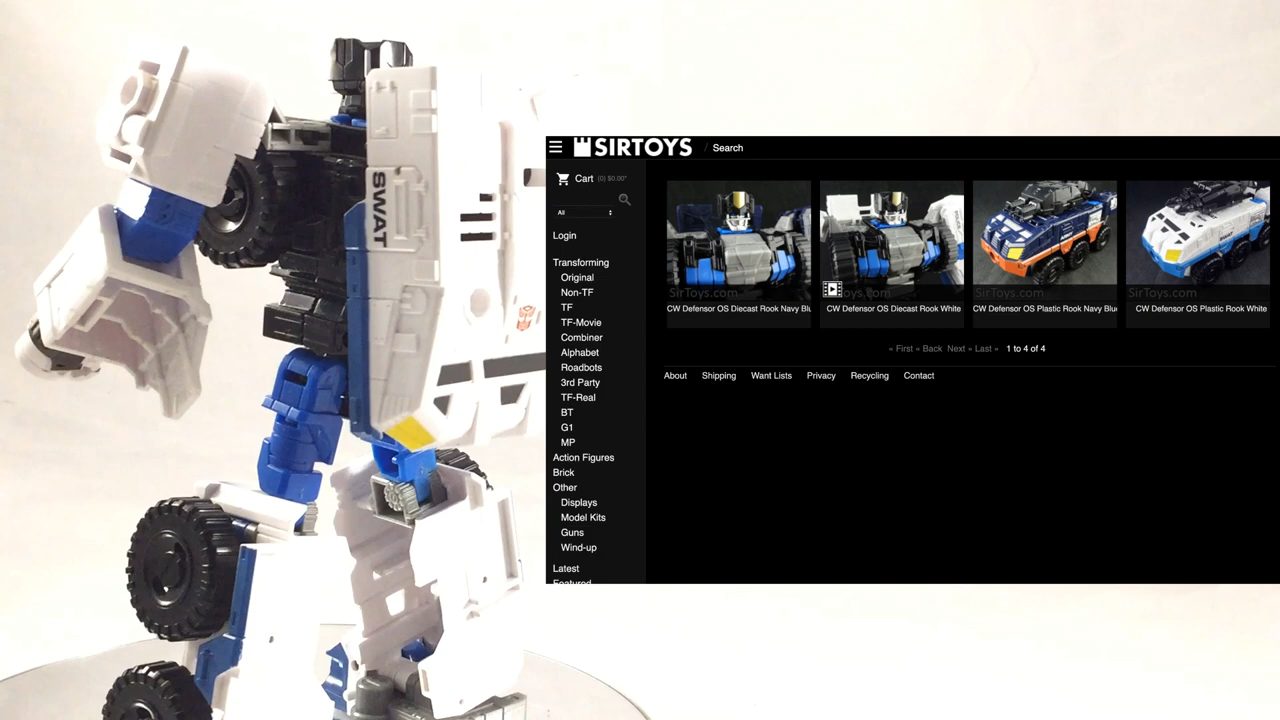 SWAT
SIRTOYS / Search
Cart (0) $0.00*
All
Login
Transforming
Original
Non-TF
TF
TF-Movie
Combiner
Alphabet
Roadbots
3rd Party
TF-Real
BT
G1
MP
Action Figures
Brick
Other
Displays
Model Kits
Guns
Wind-up
Latest
Featured
SirToys.com
SirToys.com
SirToys.com
SirToys.com
CW Defensor OS Diecast Rook Navy Blu
CW Defensor OS Diecast Rook White
CW Defensor OS Plastic Rook Navy Blue
CW Defensor OS Plastic Rook White
« First « Back Next « Last » 1 to 4 of 4
About Shipping Want Lists Privacy Recycling Contact